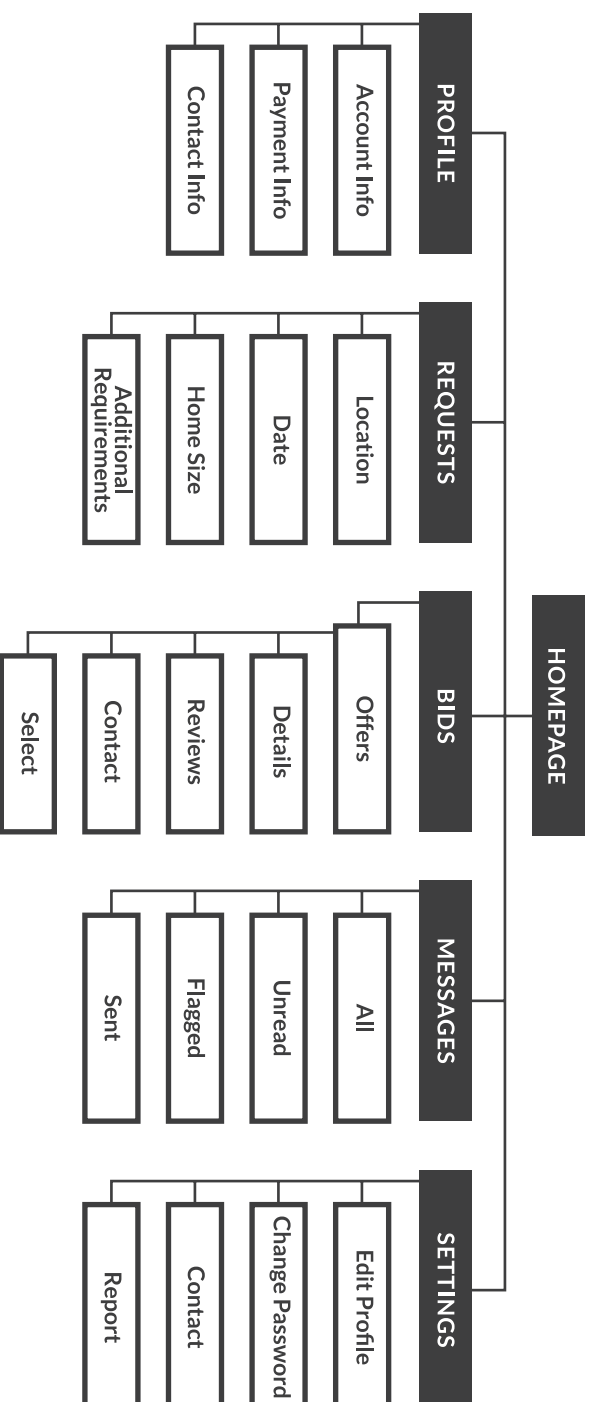 HOMEPAGE
PROFILE
Account Info
Payment Info
Contact Info
REQUESTS
Location
Date
Home Size
Additional
Requirements
BIDS
Offers
Details
Reviews
Contact
Select
MESSAGES
All
Unread
Flagged
Sent
SETTINGS
Edit Profile
Change Password
Contact
Report